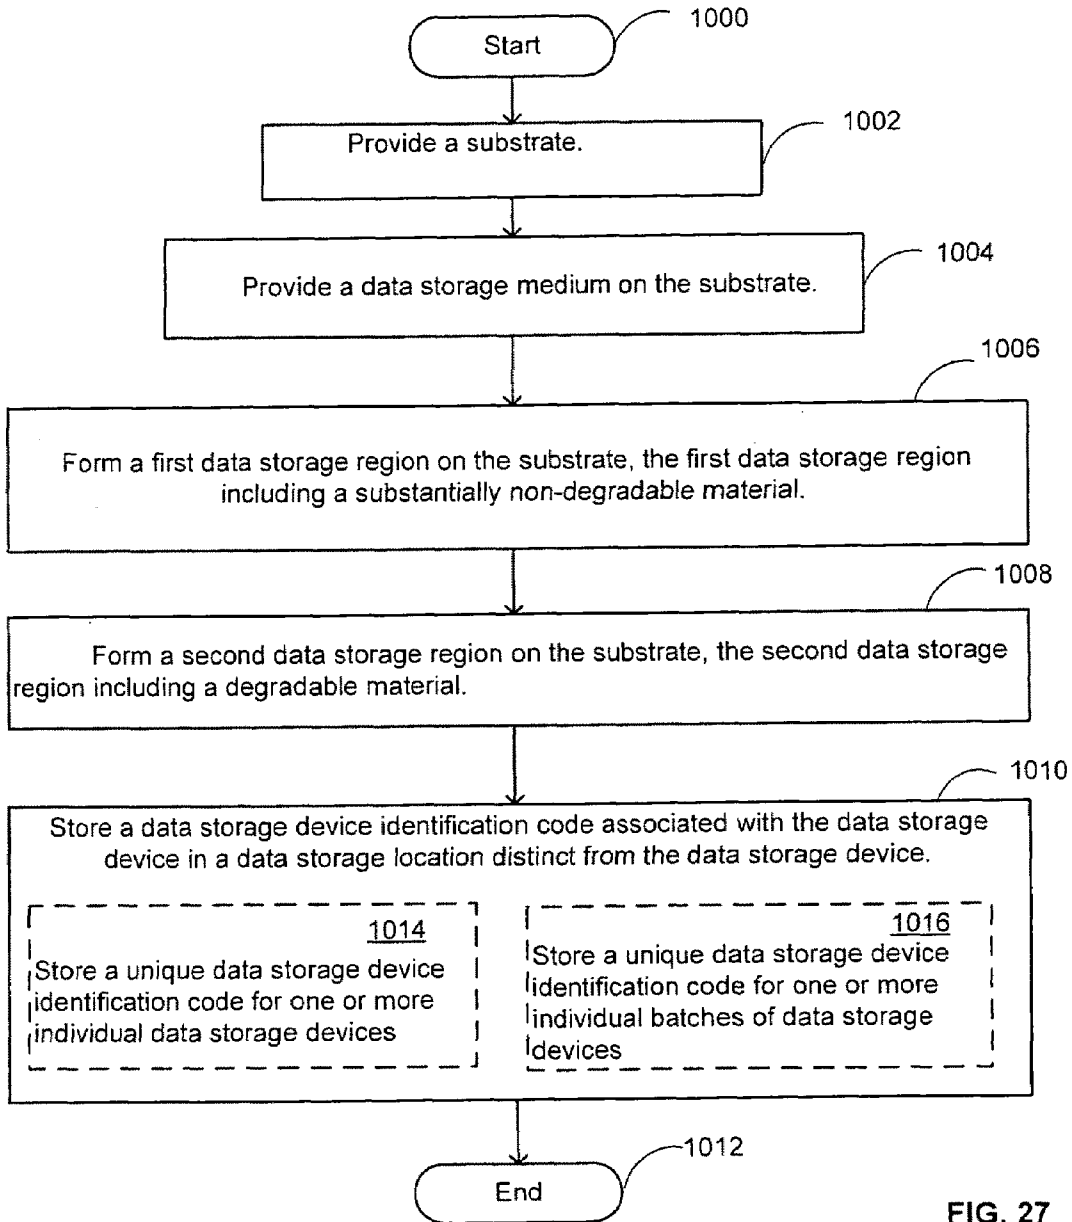 1000
Start
1002
Provide a substrate.
1004
Provide a data storage medium on the substrate.
1006
Form a first data storage region on the substrate, the first data storage region
including a substantially non-degradable material.
1008
Form a second data storage region on the substrate, the second data storage
region including a degradable material.
1010
Store a data storage device identification code associated with the data storage
device in a data storage location distinct from the data storage device.
1014
Store a unique data storage device
identification code for one or more
individual data storage devices
1016
Store a unique data storage device
identification code for one or more
individual batches of data storage
devices
1012
End
FIG. 27